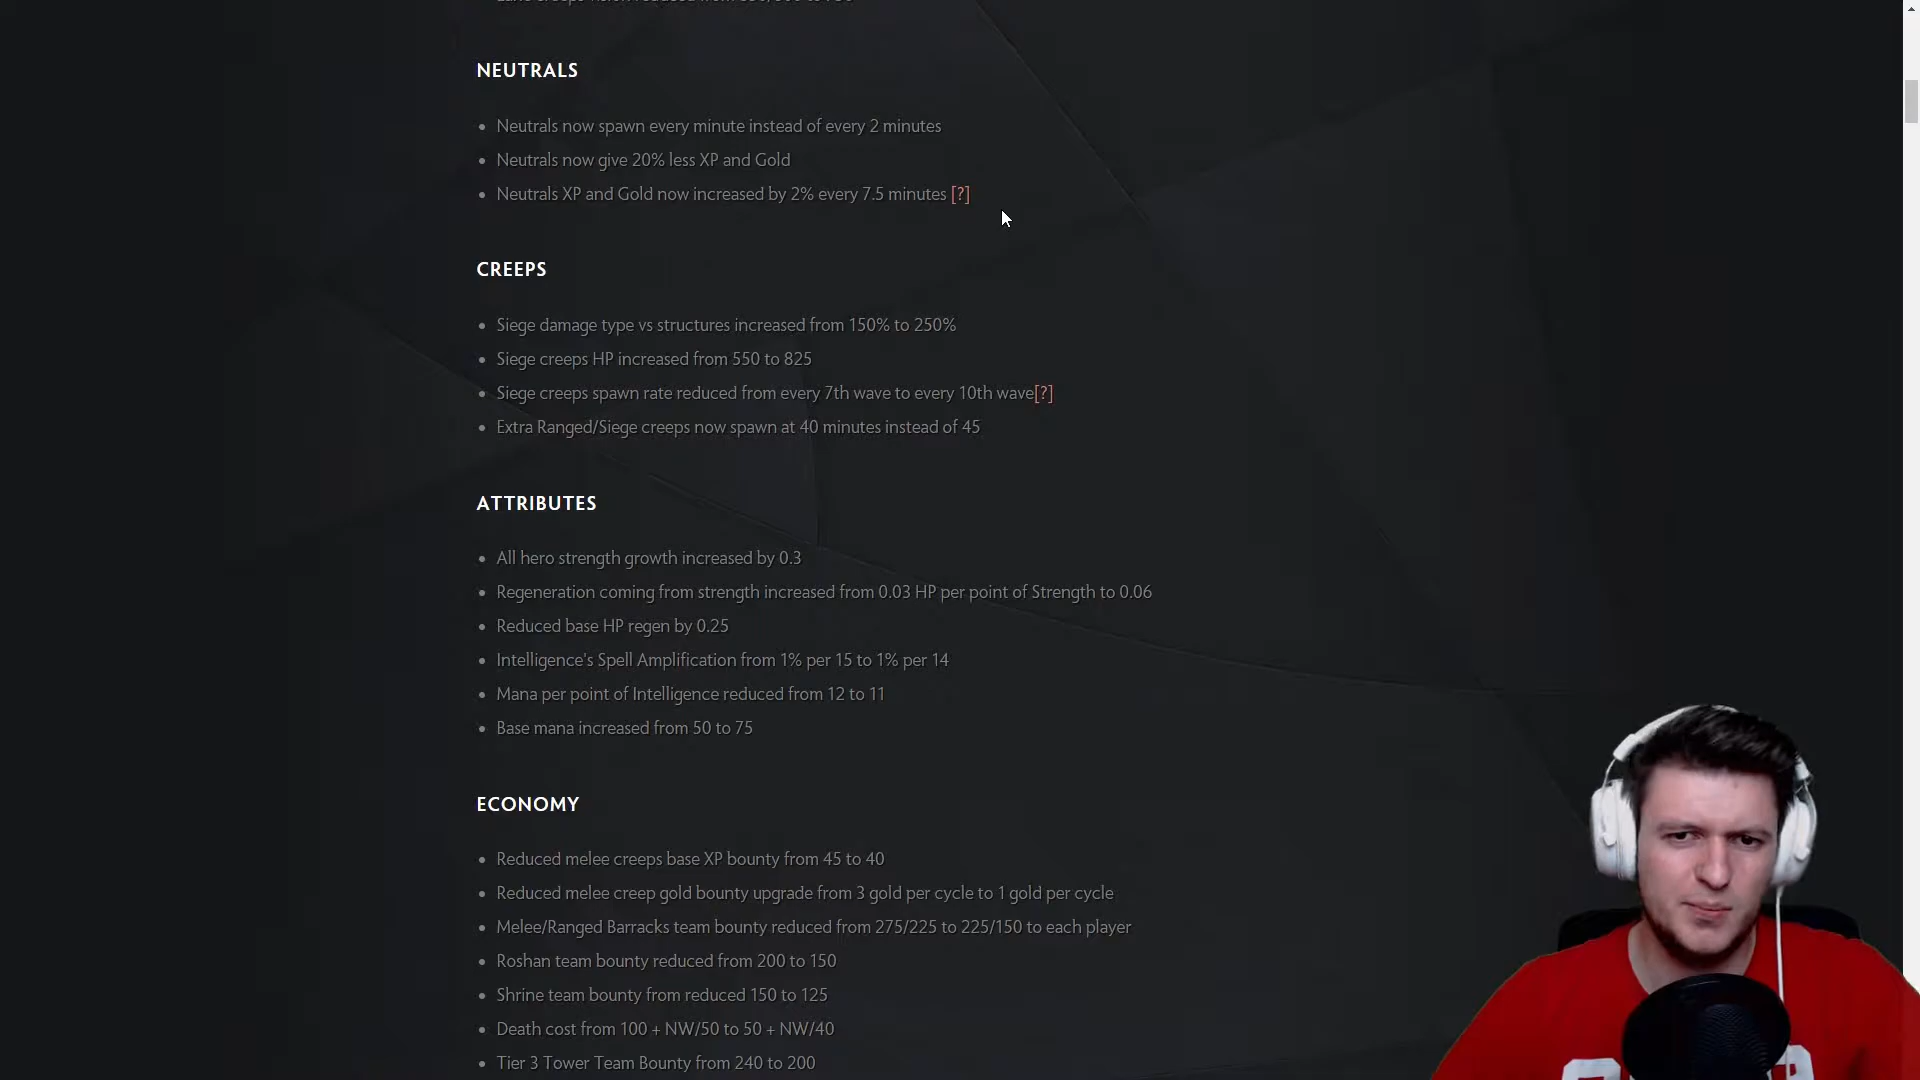 NEUTRALS
• Neutrals now spawn every minute instead of every 2 minutes
• Neutrals now give 20% less XP and Gold
• Neutrals XP and Gold now increased by 2% every 7.5 minutes [?]
CREEPS
• Siege damage type vs structures increased from 150% to 250%
• Siege creeps HP increased from 550 to 825
• Siege creeps spawn rate reduced from every 7th wave to every 10th wave[?]
• Extra Ranged/Siege creeps now spawn at 40 minutes instead of 45
ATTRIBUTES
• All hero strength growth increased by 0.3
• Regeneration coming from strength increased from 0.03 HP per point of Strength to 0.06
• Reduced base HP regen by 0.25
• Intelligence's Spell Amplification from 1% per 15 to 1% per 14
• Mana per point of Intelligence reduced from 12 to 11
• Base mana increased from 50 to 75
ECONOMY
• Reduced melee creeps base XP bounty from 45 to 40
• Reduced melee creep gold bounty upgrade from 3 gold per cycle to 1 gold per cycle
• Melee/Ranged Barracks team bounty reduced from 275/225 to 225/150 to each player
• Roshan team bounty reduced from 200 to 150
• Shrine team bounty from reduced 150 to 125
• Death cost from 100 + NW/50 to 50 + NW/40
• Tier 3 Tower Team Bounty from 240 to 200